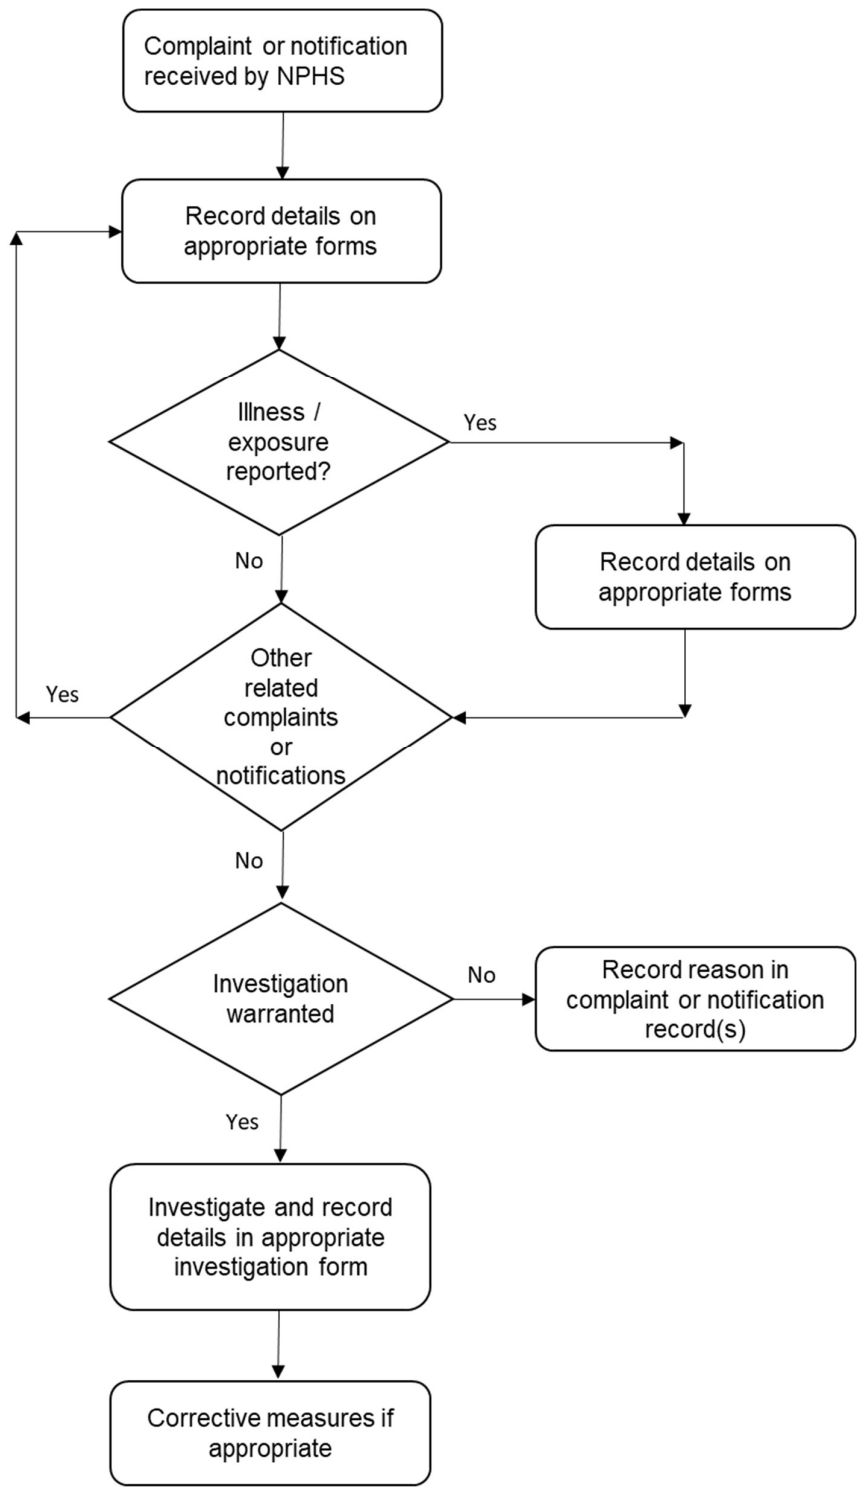 Complaint or notification
received by NPHS
Record details on
appropriate forms
Illness /
exposure
reported?
Yes
No
Record details on
appropriate forms
Other
related
complaints
or
notifications
Yes
No
Investigation
warranted
No
Record reason in
complaint or notification
record(s)
Yes
Investigate and record
details in appropriate
investigation form
Corrective measures if
appropriate